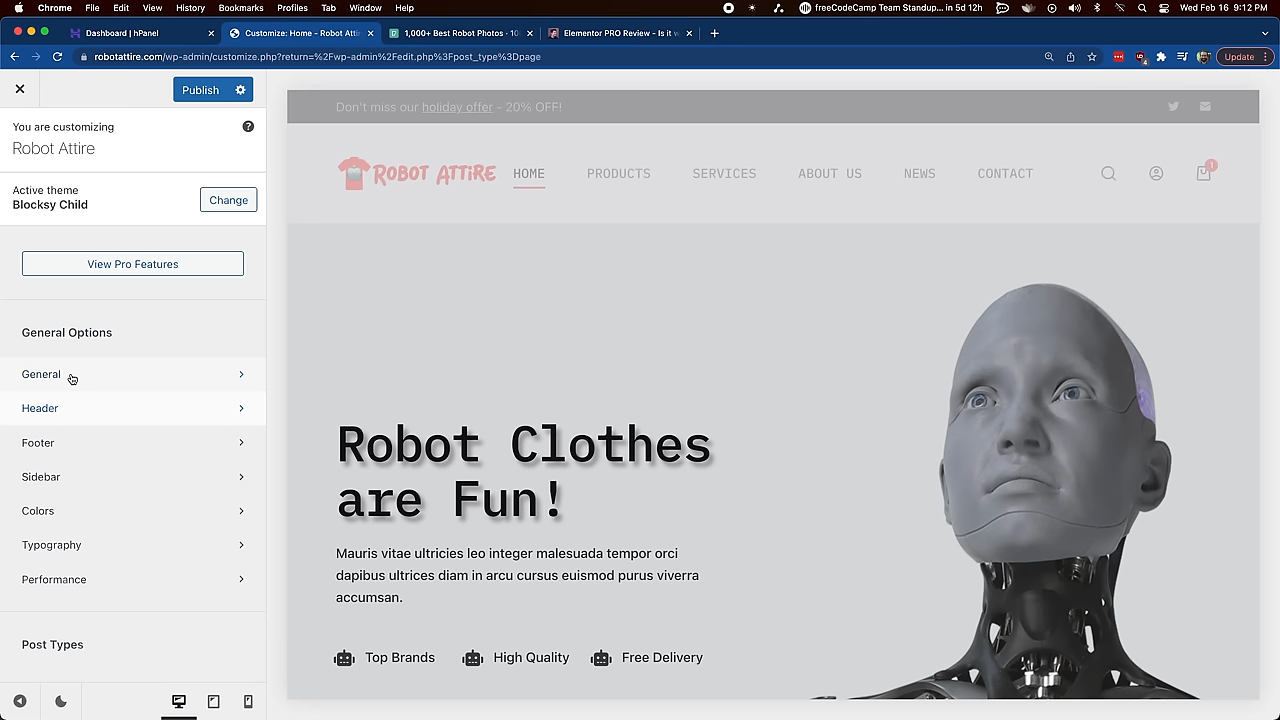 Chrome File Edit View History Bookmarks Profiles Tab Window Help
freeCodeCamp Team Standup... in 5d 12h
Wed Feb 16 9:12 PM
Dashboard | hPanel
Customize: Home - Robot Attir
1,000+ Best Robot Photos · 10
Elementor PRO Review - Is it w
robotattire.com/wp-admin/customize.php?return=%2Fwp-admin%2Fedit.php%3Fpost_type%3Dpage
Update
Publish
You are customizing
Robot Attire
Active theme
Blocksy Child
Change
View Pro Features
General Options
General
Header
Footer
Sidebar
Colors
Typography
Performance
Post Types
Don't miss our holiday offer - 20% OFF!
ROBOT ATTIRE
HOME PRODUCTS SERVICES ABOUT US NEWS CONTACT
1
Robot Clothes
are Fun!
Mauris vitae ultricies leo integer malesuada tempor orci
dapibus ultrices diam in arcu cursus euismod purus viverra
accumsan.
Top Brands High Quality Free Delivery